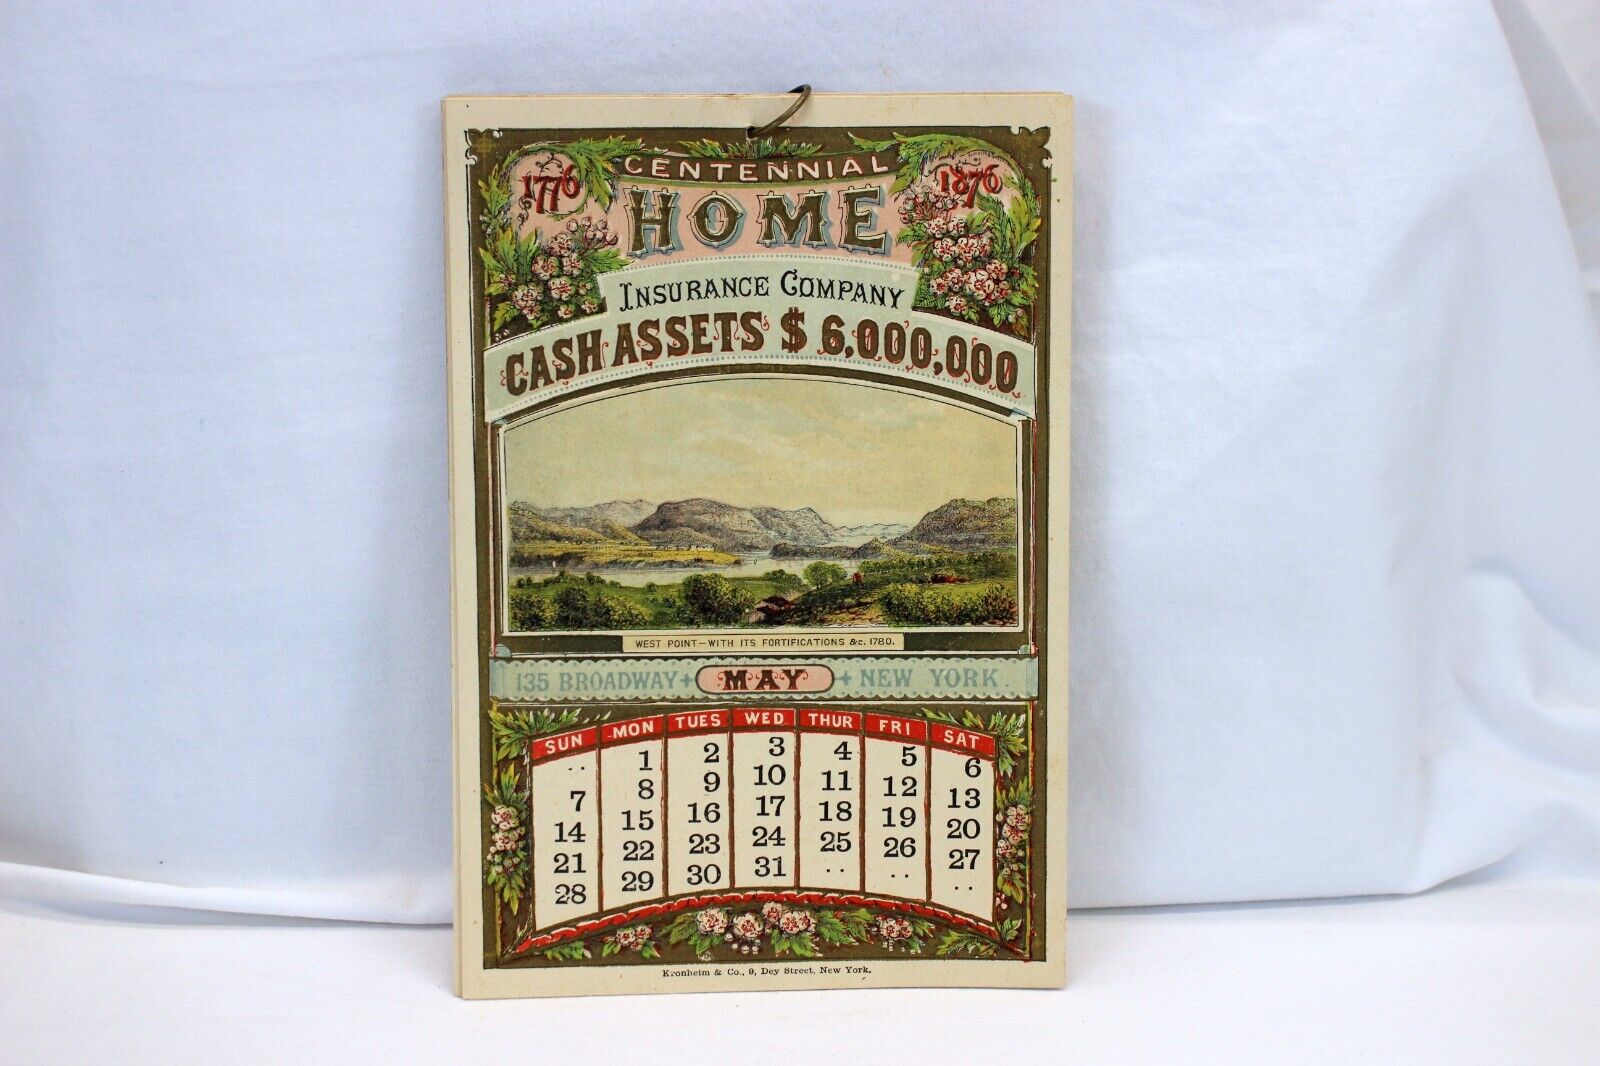 1776 CENTENNIAL 1876
HOME
INSURANCE COMPANY
CASH ASSETS $ 6,000,000
WEST POINT—WITH ITS FORTIFICATIONS &c. 1780.
135 BROADWAY + MAY + NEW YORK.
SUN MON TUES WED THUR FRI SAT
.. 1 2 3 4 5 6
7 8 9 10 11 12 13
14 15 16 17 18 19 20
21 22 23 24 25 26 27
28 29 30 31 .. .. ..
Kronheim & Co., 9, Dey Street, New York.